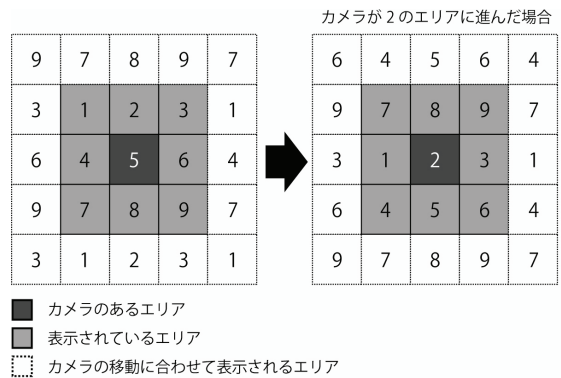 カメラが2のエリアに進んだ場合
9 7 8 9 7 6 4 5 6 4
3 1 2 3 1 9 7 8 9 7
6 4 5 6 4 3 1 2 3 1
9 7 8 9 7 6 4 5 6 4
3 1 2 3 1 9 7 8 9 7
カメラのあるエリア
表示されているエリア
カメラの移動に合わせて表示されるエリア